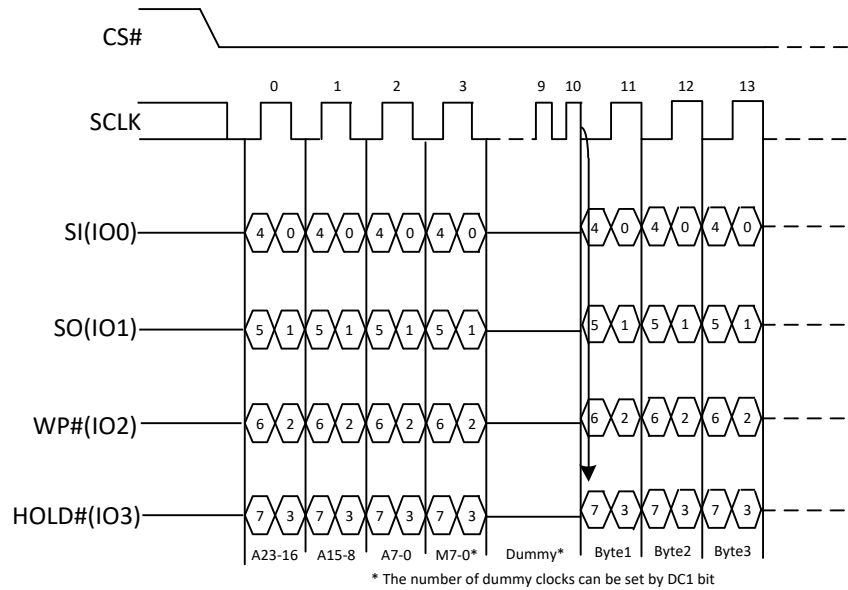 CS#
0 1 2 3 9 10 11 12 13
SCLK
SI(IO0) 4 0 4 0 4 0 4 0 4 0 4 0 4 0
SO(IO1) 5 1 5 1 5 1 5 1 5 1 5 1 5 1
WP#(IO2) 6 2 6 2 6 2 6 2 6 2 6 2 6 2
HOLD#(IO3) 7 3 7 3 7 3 7 3 7 3 7 3 7 3
A23-16 A15-8 A7-0 M7-0* Dummy* Byte1 Byte2 Byte3
* The number of dummy clocks can be set by DC1 bit